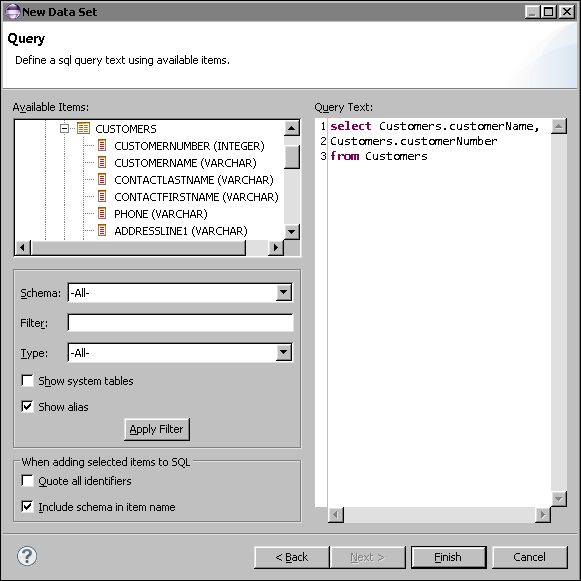 New Data Set
Query
Define a sql query text using available items.
Available Items:
CUSTOMERS
CUSTOMERNUMBER (INTEGER)
CUSTOMERNAME (VARCHAR)
CONTACTLASTNAME (VARCHAR)
CONTACTFIRSTNAME (VARCHAR)
PHONE (VARCHAR)
ADDRESSLINE1 (VARCHAR)
Schema: -All-
Filter:
Type: -All-
Show system tables
Show alias
Apply Filter
When adding selected items to SQL
Quote all identifiers
Include schema in item name
Query Text:
1 select Customers.customerName,
2 Customers.customerNumber
3 from Customers
?
< Back
Next >
Finish
Cancel